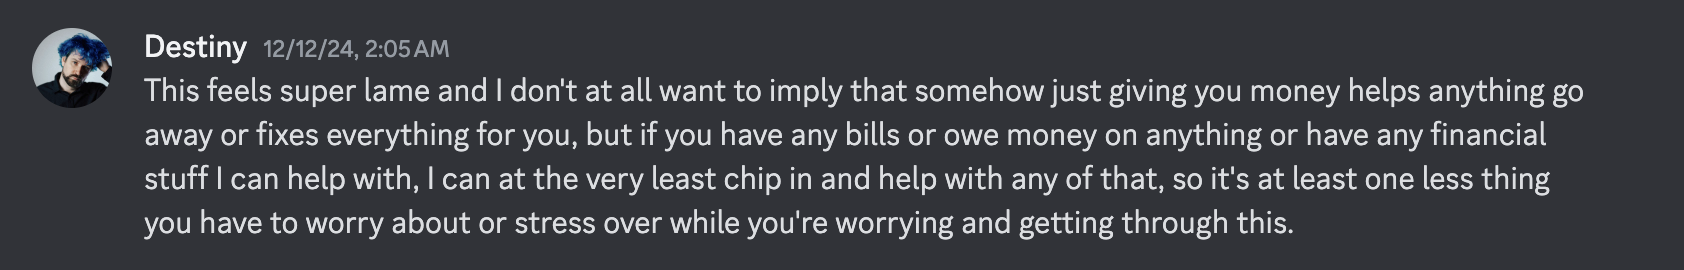 Destiny 12/12/24, 2:05 AM
This feels super lame and I don't at all want to imply that somehow just giving you money helps anything go
away or fixes everything for you, but if you have any bills or owe money on anything or have any financial
stuff I can help with, I can at the very least chip in and help with any of that, so it's at least one less thing
you have to worry about or stress over while you're worrying and getting through this.